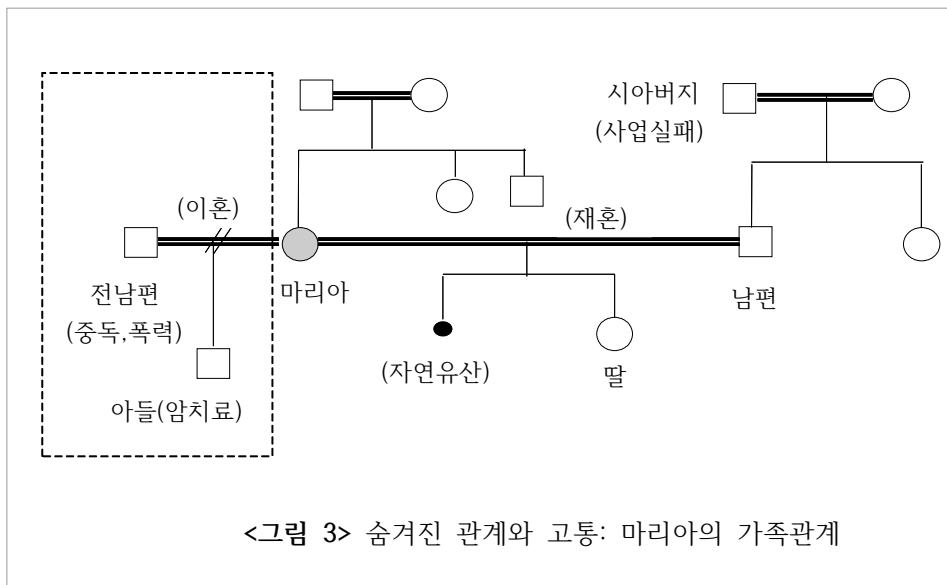 시아버지
(사업실패)
(이혼)
(재혼)
전남편
(중독,폭력)
마리아
남편
(자연유산)
딸
아들(암치료)
<그림 3> 숨겨진 관계와 고통: 마리아의 가족관계